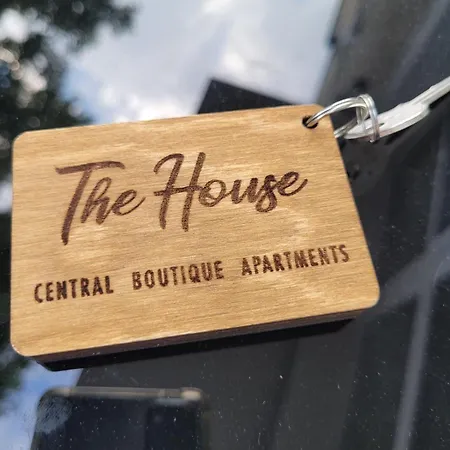 The House
CENTRAL BOUTIQUE APARTMENTS